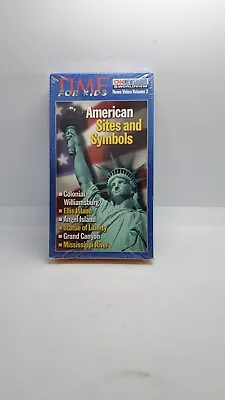 TIME
FOR KIDS
CNN
News Video Volume 2
American
Sites and
Symbols
Colonial
Williamsburg
Ellis Island
Angel Island
Statue of Liberty
Grand Canyon
Mississippi River